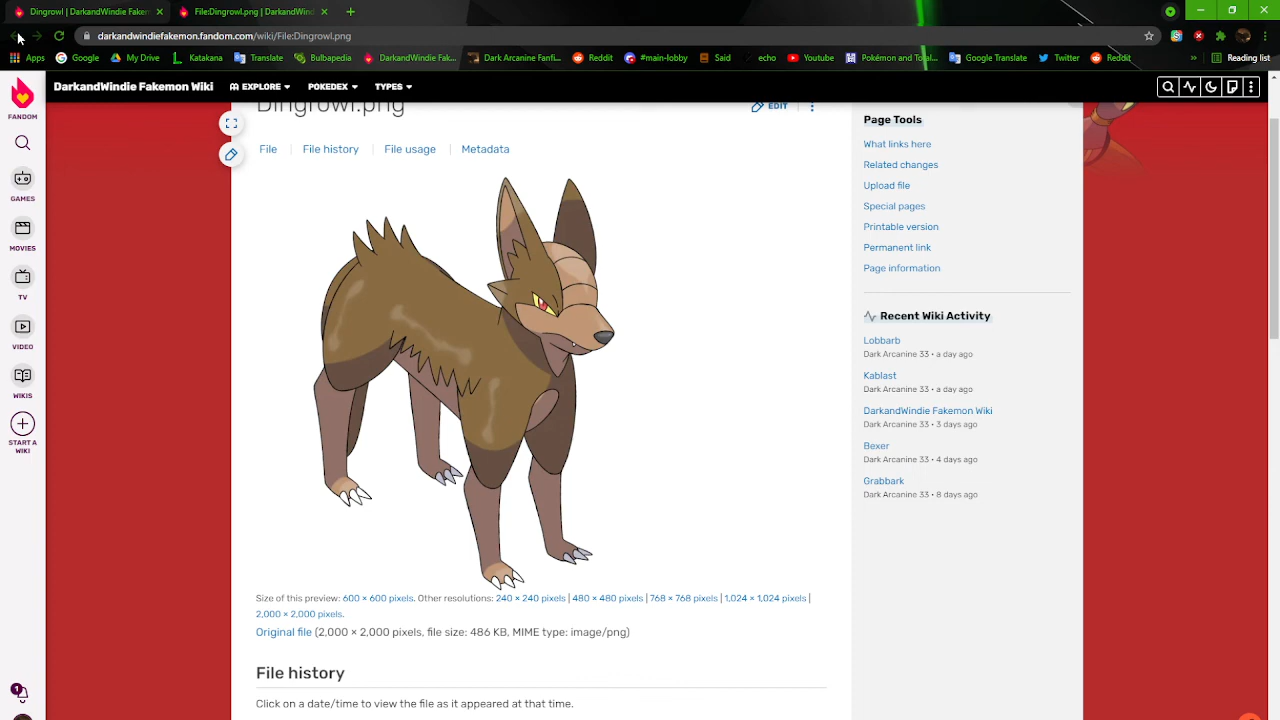 Dingrowl | DarkandWindie Faken
File:Dingrowl.png | DarkandWind
darkandwindiefakemon.fandom.com/wiki/File:Dingrowl.png
Apps Google My Drive Katakana Translate Bulbapedia DarkandWindie Fak... Dark Arcanine Fanfi... Reddit #main-lobby Said echo Youtube Pokémon and Total... Google Translate Twitter Reddit » Reading list
DarkandWindie Fakemon Wiki EXPLORE POKEDEX TYPES
FANDOM
GAMES
MOVIES
TV
VIDEO
WIKIS
START A
WIKI
1
Dingrowl.png
EDIT
File File history File usage Metadata
Size of this preview: 600 × 600 pixels. Other resolutions: 240 × 240 pixels | 480 × 480 pixels | 768 × 768 pixels | 1,024 × 1,024 pixels |
2,000 × 2,000 pixels.
Original file (2,000 × 2,000 pixels, file size: 486 KB, MIME type: image/png)
File history
Click on a date/time to view the file as it appeared at that time.
Page Tools
What links here
Related changes
Upload file
Special pages
Printable version
Permanent link
Page information
Recent Wiki Activity
Lobbarb
Dark Arcanine 33 • a day ago
Kablast
Dark Arcanine 33 • a day ago
DarkandWindie Fakemon Wiki
Dark Arcanine 33 • 3 days ago
Bexer
Dark Arcanine 33 • 4 days ago
Grabbark
Dark Arcanine 33 • 8 days ago